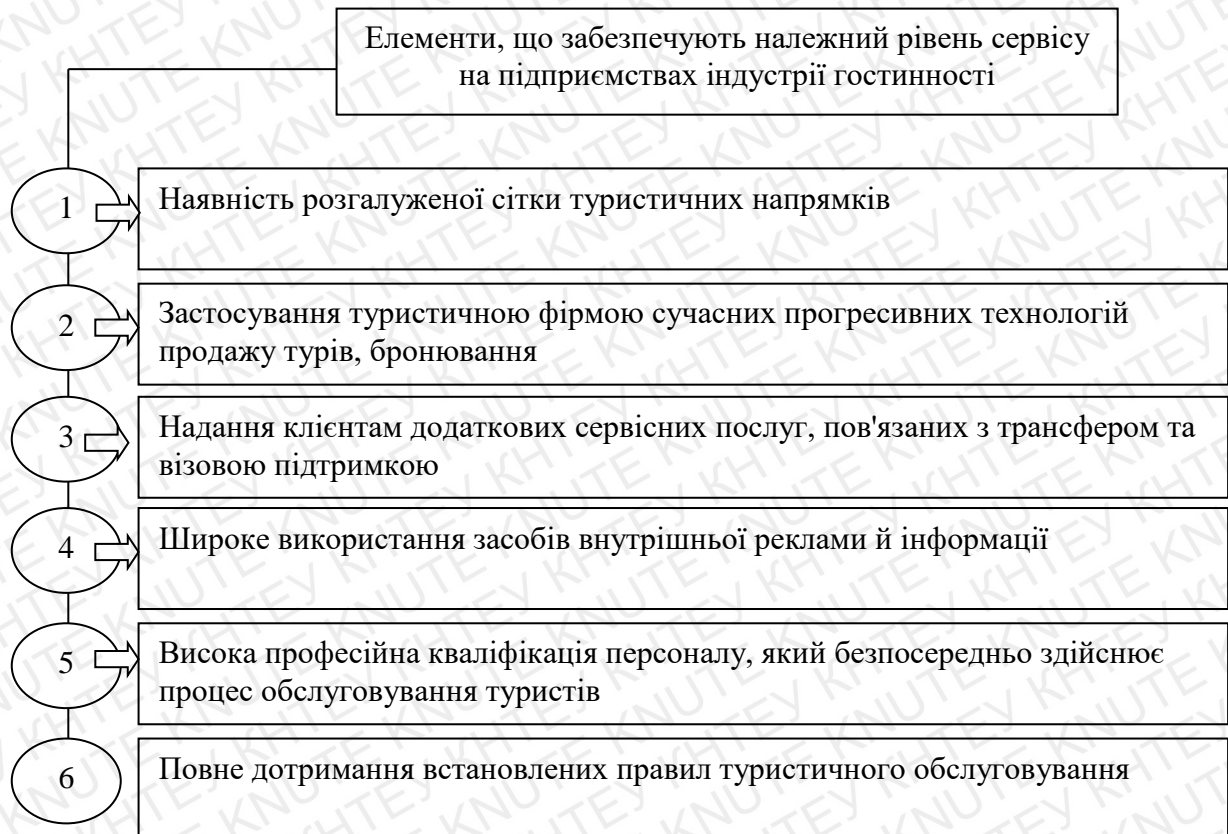 Елементи, що забезпечують належний рівень сервісу
на підприємствах індустрії гостинності
1
Наявність розгалуженої сітки туристичних напрямків
2
Застосування туристичною фірмою сучасних прогресивних технологій
продажу турів, бронювання
3
Надання клієнтам додаткових сервісних послуг, пов'язаних з трансфером та
візовою підтримкою
4
Широке використання засобів внутрішньої реклами й інформації
5
Висока професійна кваліфікація персоналу, який безпосередньо здійснює
процес обслуговування туристів
6
Повне дотримання встановлених правил туристичного обслуговування